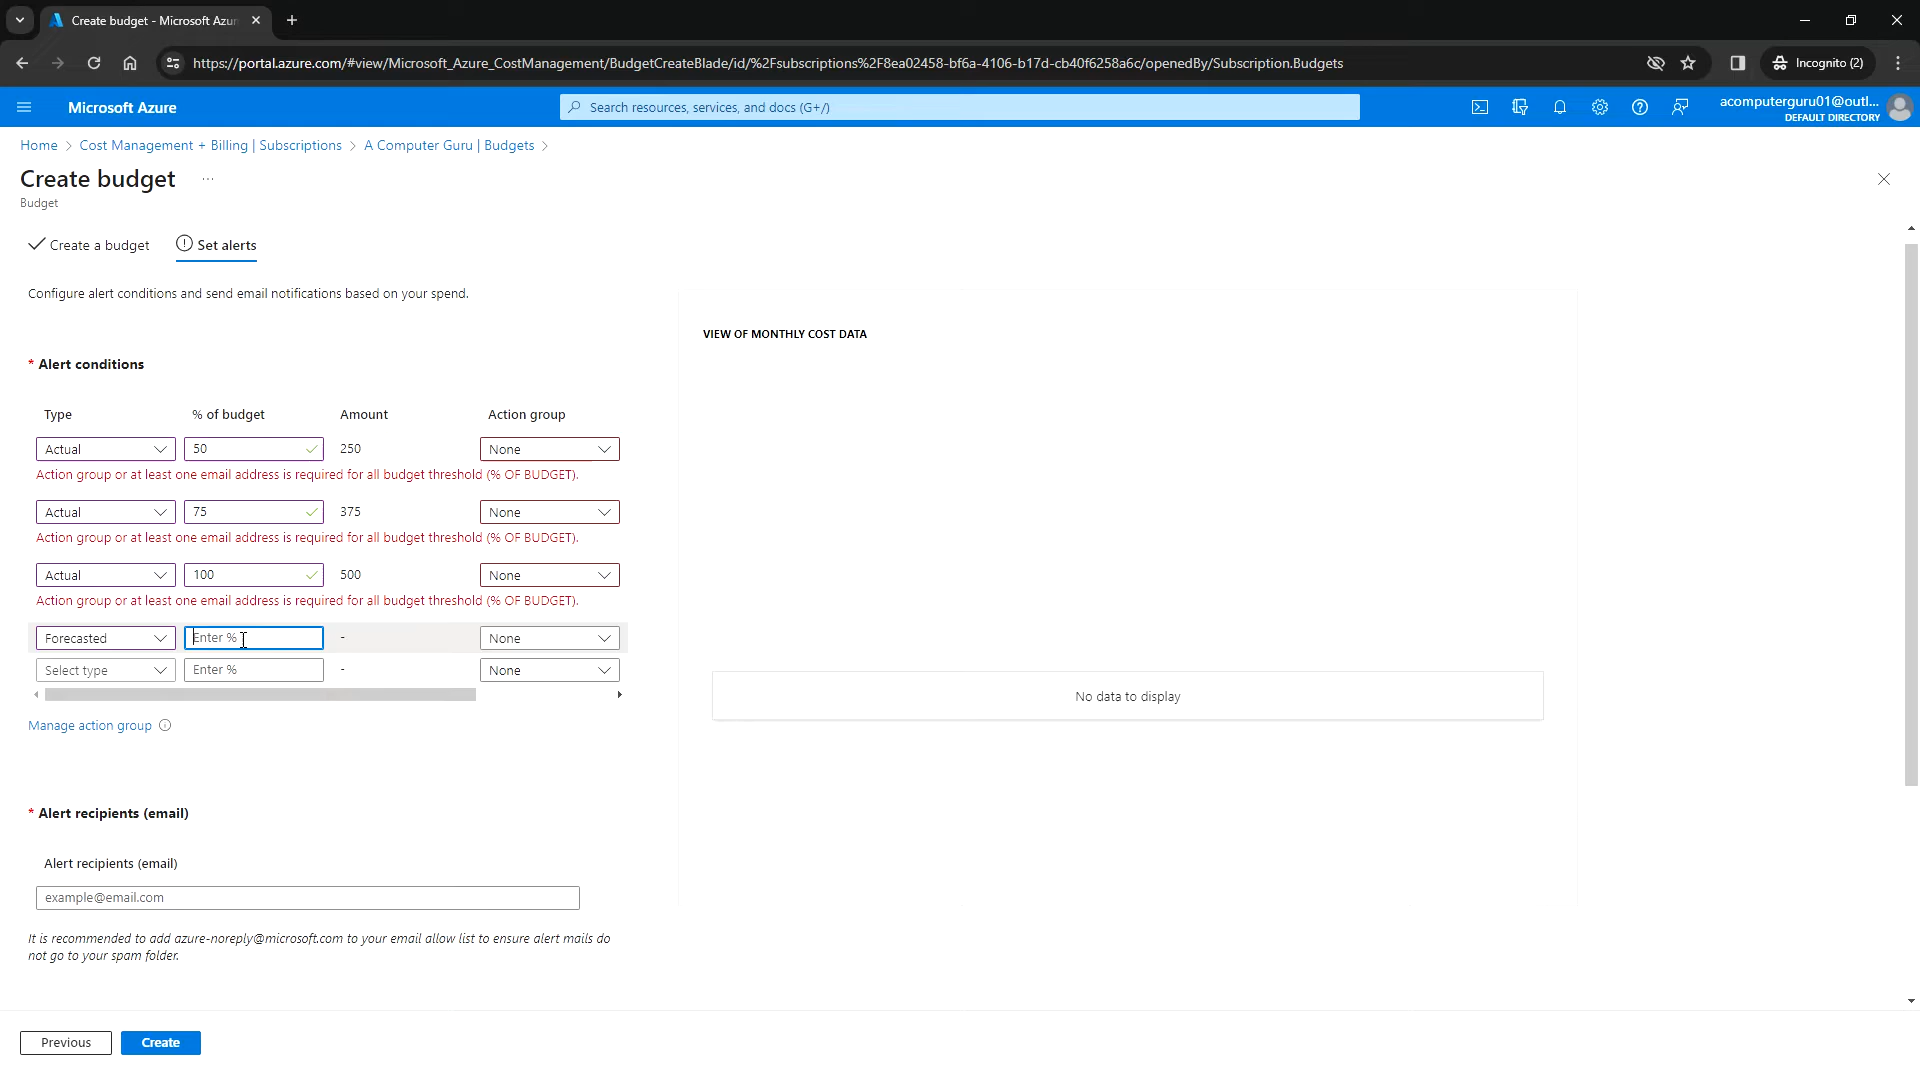 Create budget - Microsoft Azur
https://portal.azure.com/#view/Microsoft_Azure_CostManagement/BudgetCreateBlade/id/%2Fsubscriptions%2F8ea02458-bf6a-4106-b17d-cb40f6258a6c/openedBy/Subscription.Budgets
Incognito (2)
Microsoft Azure
Search resources, services, and docs (G+/)
acomputerguru01@outl...
DEFAULT DIRECTORY
Home > Cost Management + Billing | Subscriptions > A Computer Guru | Budgets >
Create budget ...
Budget
Create a budget
Set alerts
Configure alert conditions and send email notifications based on your spend.
VIEW OF MONTHLY COST DATA
* Alert conditions
Type % of budget Amount Action group
Actual 50 250 None
Action group or at least one email address is required for all budget threshold (% OF BUDGET).
Actual 75 375 None
Action group or at least one email address is required for all budget threshold (% OF BUDGET).
Actual 100 500 None
Action group or at least one email address is required for all budget threshold (% OF BUDGET).
Forecasted Enter % - None
Select type Enter % - None
No data to display
Manage action group
* Alert recipients (email)
Alert recipients (email)
example@email.com
It is recommended to add azure-noreply@microsoft.com to your email allow list to ensure alert mails do
not go to your spam folder.
Previous
Create